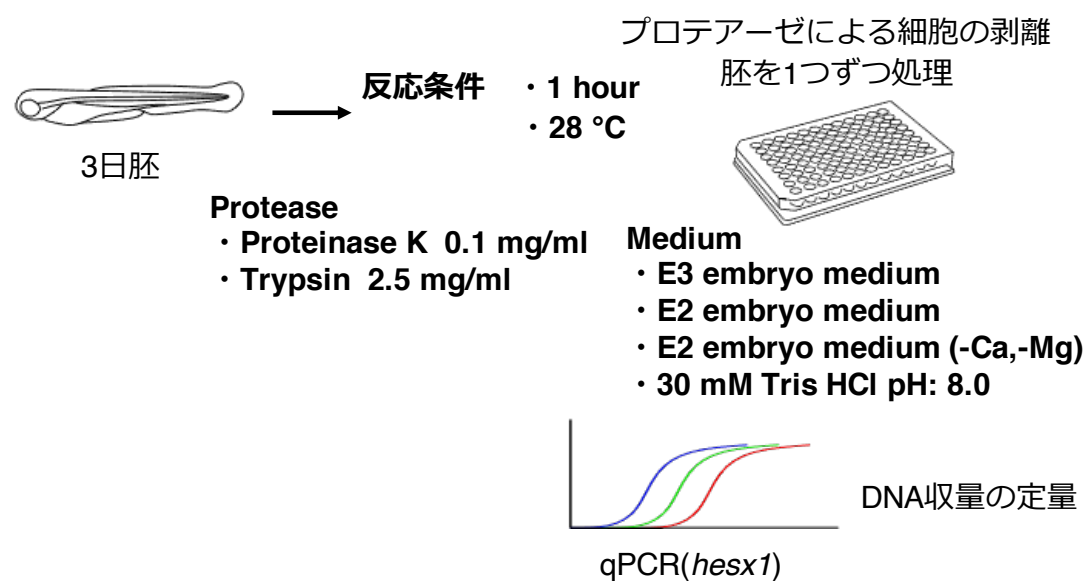 プロテアーゼによる細胞の剥離
胚を1つずつ処理
3日胚
反応条件 ・1 hour
・28 °C
Protease
・Proteinase K 0.1 mg/ml
・Trypsin 2.5 mg/ml
Medium
・E3 embryo medium
・E2 embryo medium
・E2 embryo medium (-Ca,-Mg)
・30 mM Tris HCl pH: 8.0
DNA収量の定量
qPCR(hesx1)